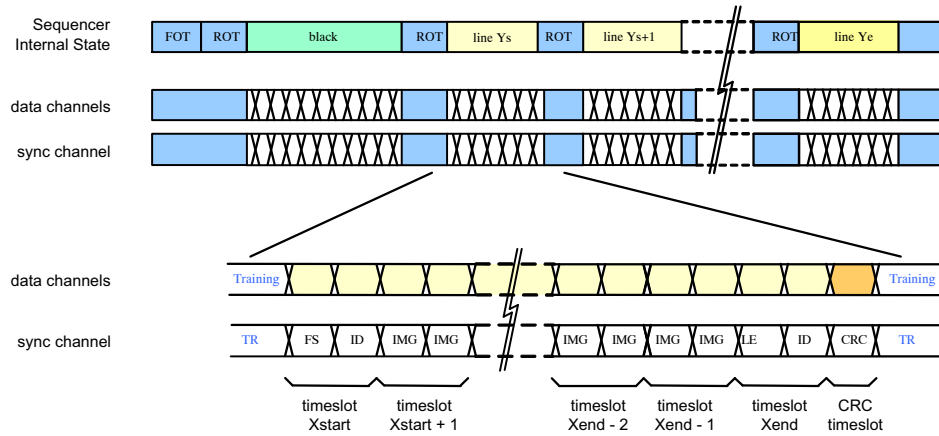 Sequencer
Internal State
FOT ROT black ROT line Ys ROT line Ys+1 ROT line Ye
data channels
sync channel
data channels Training Training
sync channel TR FS ID IMG IMG IMG IMG IMG IMG LE ID CRC TR
timeslot timeslot timeslot timeslot timeslot CRC
Xstart Xstart + 1 Xend - 2 Xend - 1 Xend timeslot